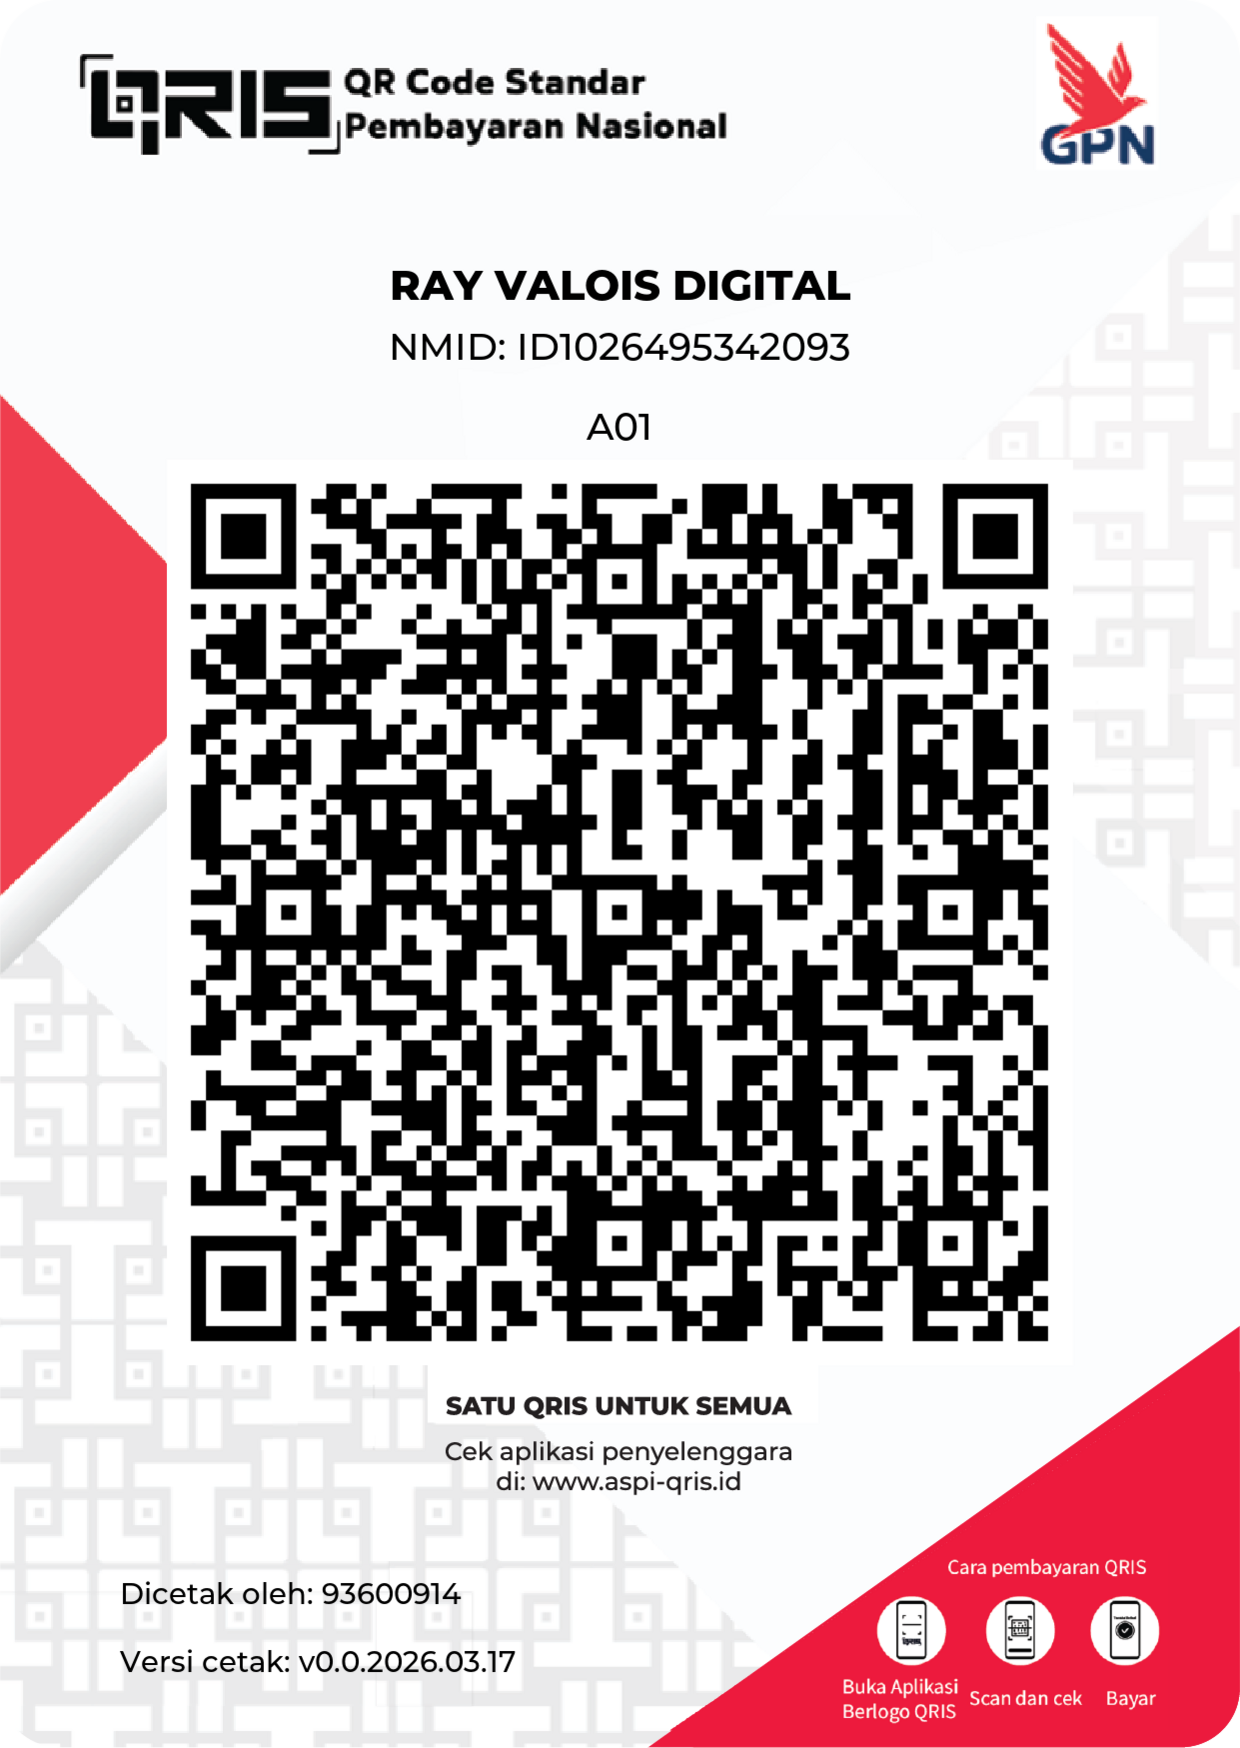 QRIS QR Code Standar
Pembayaran Nasional
GPN
RAY VALOIS DIGITAL
NMID: ID1026495342093
A01
SATU QRIS UNTUK SEMUA
Cek aplikasi penyelenggara
di: www.aspi-qris.id
Dicetak oleh: 93600914
Versi cetak: v0.0.2026.03.17
Cara pembayaran QRIS
Buka Aplikasi
Berlogo QRIS
Scan dan cek
Bayar